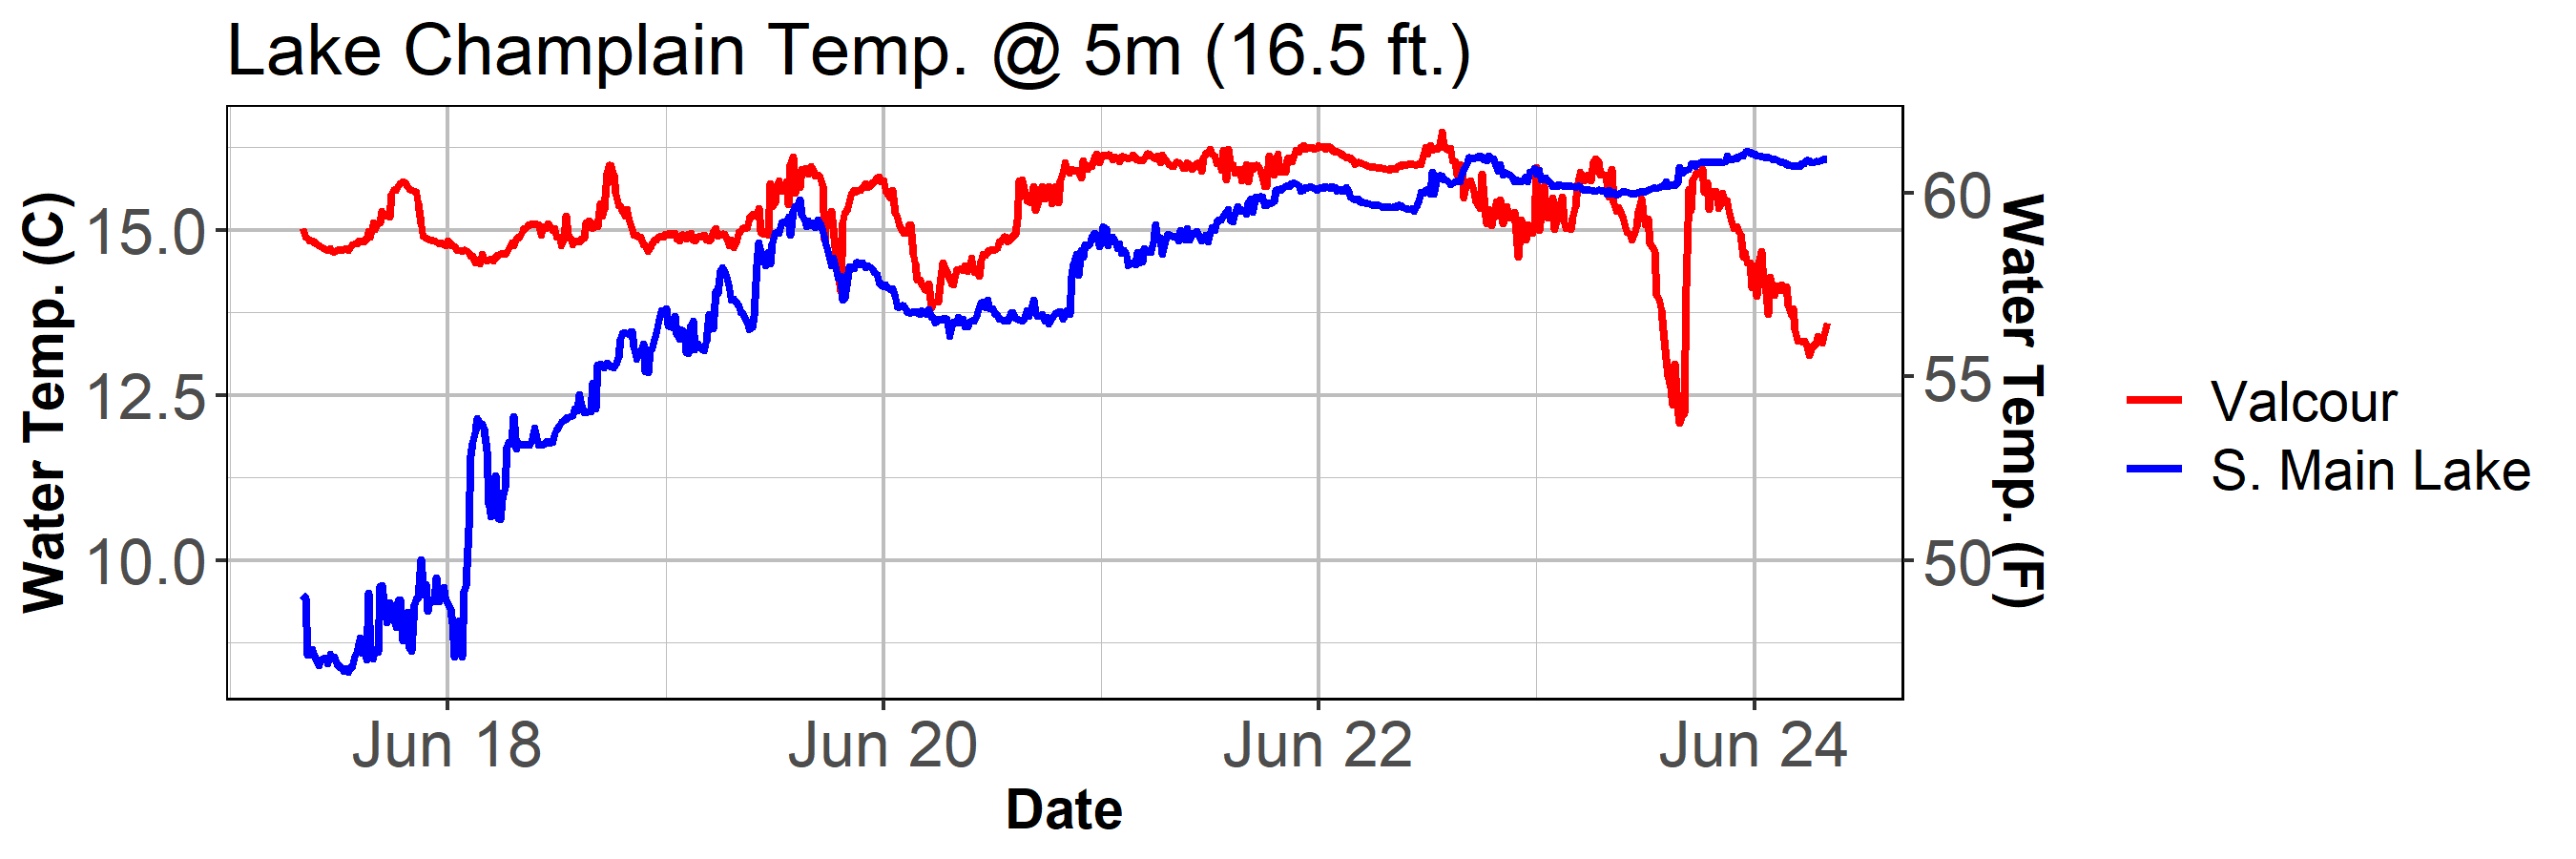 Lake Champlain Temp. @ 5m (16.5 ft.)
Water Temp. (C)
15.0
12.5
10.0
60
55
50
Water Temp. (F)
Jun 18
Jun 20
Jun 22
Jun 24
Date
Valcour
S. Main Lake